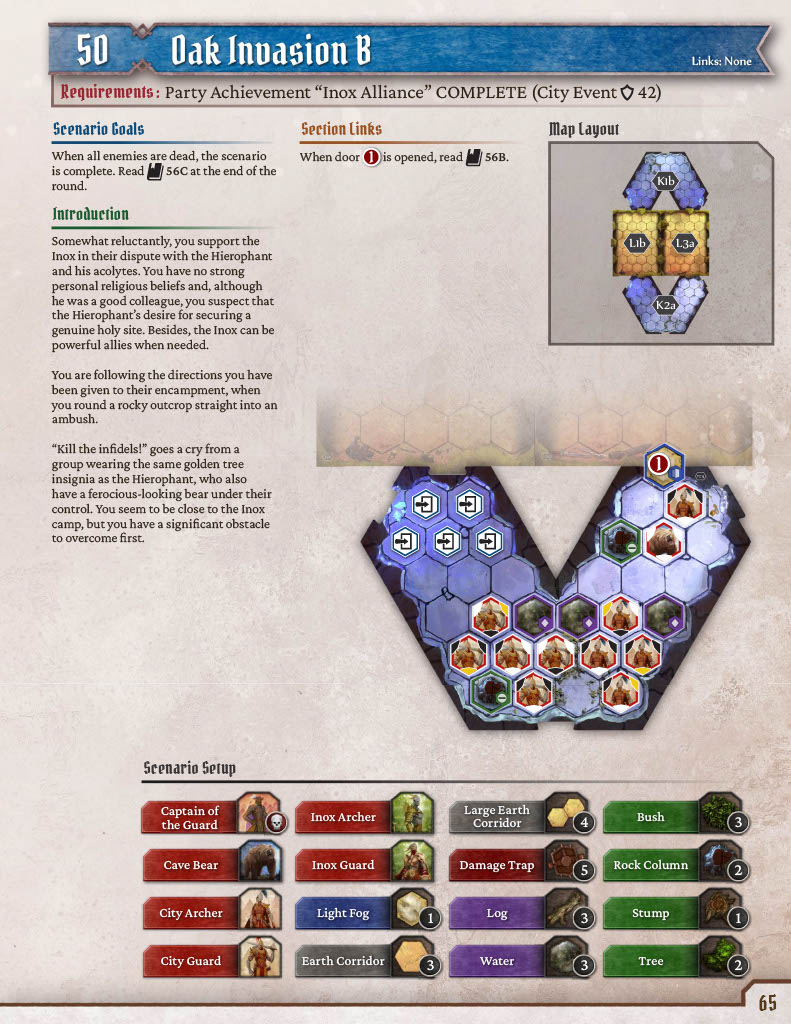 50 Oak Invasion B
Links: None
Requirements: Party Achievement “Inox Alliance” COMPLETE (City Event 42)
Scenario Goals
When all enemies are dead, the scenario
is complete. Read 56C at the end of the
round.
Introduction
Somewhat reluctantly, you support the
Inox in their dispute with the Hierophant
and his acolytes. You have no strong
personal religious beliefs and, although
he was a good colleague, you suspect that
the Hierophant’s desire for securing a
genuine holy site. Besides, the Inox can be
powerful allies when needed.
You are following the directions you have
been given to their encampment, when
you round a rocky outcrop straight into an
ambush.
“Kill the infidels!” goes a cry from a
group wearing the same golden tree
insignia as the Hierophant, who also
have a ferocious-looking bear under their
control. You seem to be close to the Inox
camp, but you have a significant obstacle
to overcome first.
Section Links
When door 1 is opened, read 56B.
Map Layout
K1b
L1b L3a
K2a
1
Scenario Setup
Captain of
the Guard
Inox Archer
Large Earth
Corridor 4
Bush 3
Cave Bear
Inox Guard
Damage Trap 5
Rock Column 2
City Archer
Light Fog 1
Log 3
Stump 1
City Guard
Earth Corridor 3
Water 3
Tree 2
65